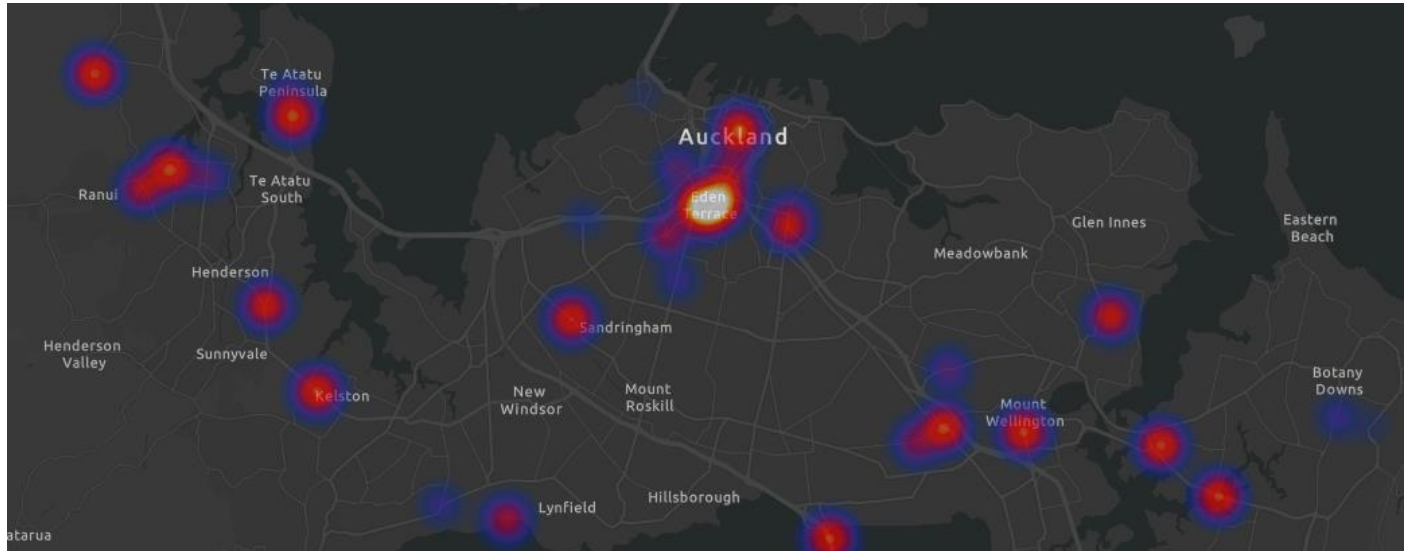 Te Atatu
Peninsula
Auckland
Ranui
Te Atatu
South
Eden
Terrace
Glen Innes
Eastern
Beach
Meadowbank
Henderson
Sandringham
Henderson
Valley
Sunnyvale
Kelston
New
Windsor
Mount
Roskill
Mount
Wellington
Botany
Downs
Lynfield
Hillsborough
atarua